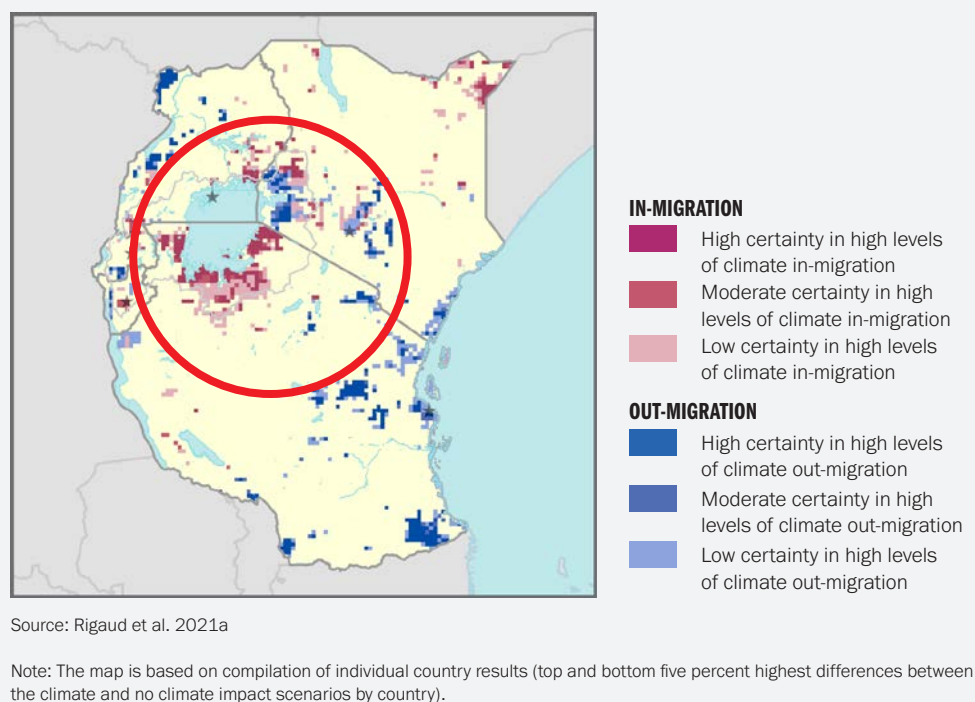 IN-MIGRATION
High certainty in high levels
of climate in-migration
Moderate certainty in high
levels of climate in-migration
Low certainty in high levels
of climate in-migration
OUT-MIGRATION
High certainty in high levels
of climate out-migration
Moderate certainty in high
levels of climate out-migration
Low certainty in high levels
of climate out-migration
Source: Rigaud et al. 2021a
Note: The map is based on compilation of individual country results (top and bottom five percent highest differences between
the climate and no climate impact scenarios by country).